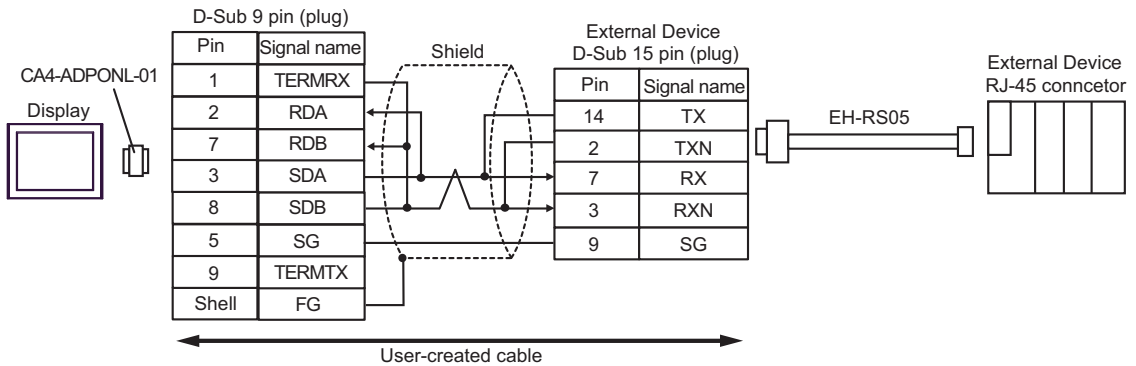 D-Sub 9 pin (plug)
Pin Signal name
1 TERMRX
2 RDA
7 RDB
3 SDA
8 SDB
5 SG
9 TERMTX
Shell FG
CA4-ADPONL-01
Display
Shield
External Device
D-Sub 15 pin (plug)
Pin Signal name
14 TX
2 TXN
7 RX
3 RXN
9 SG
EH-RS05
External Device
RJ-45 conncetor
User-created cable